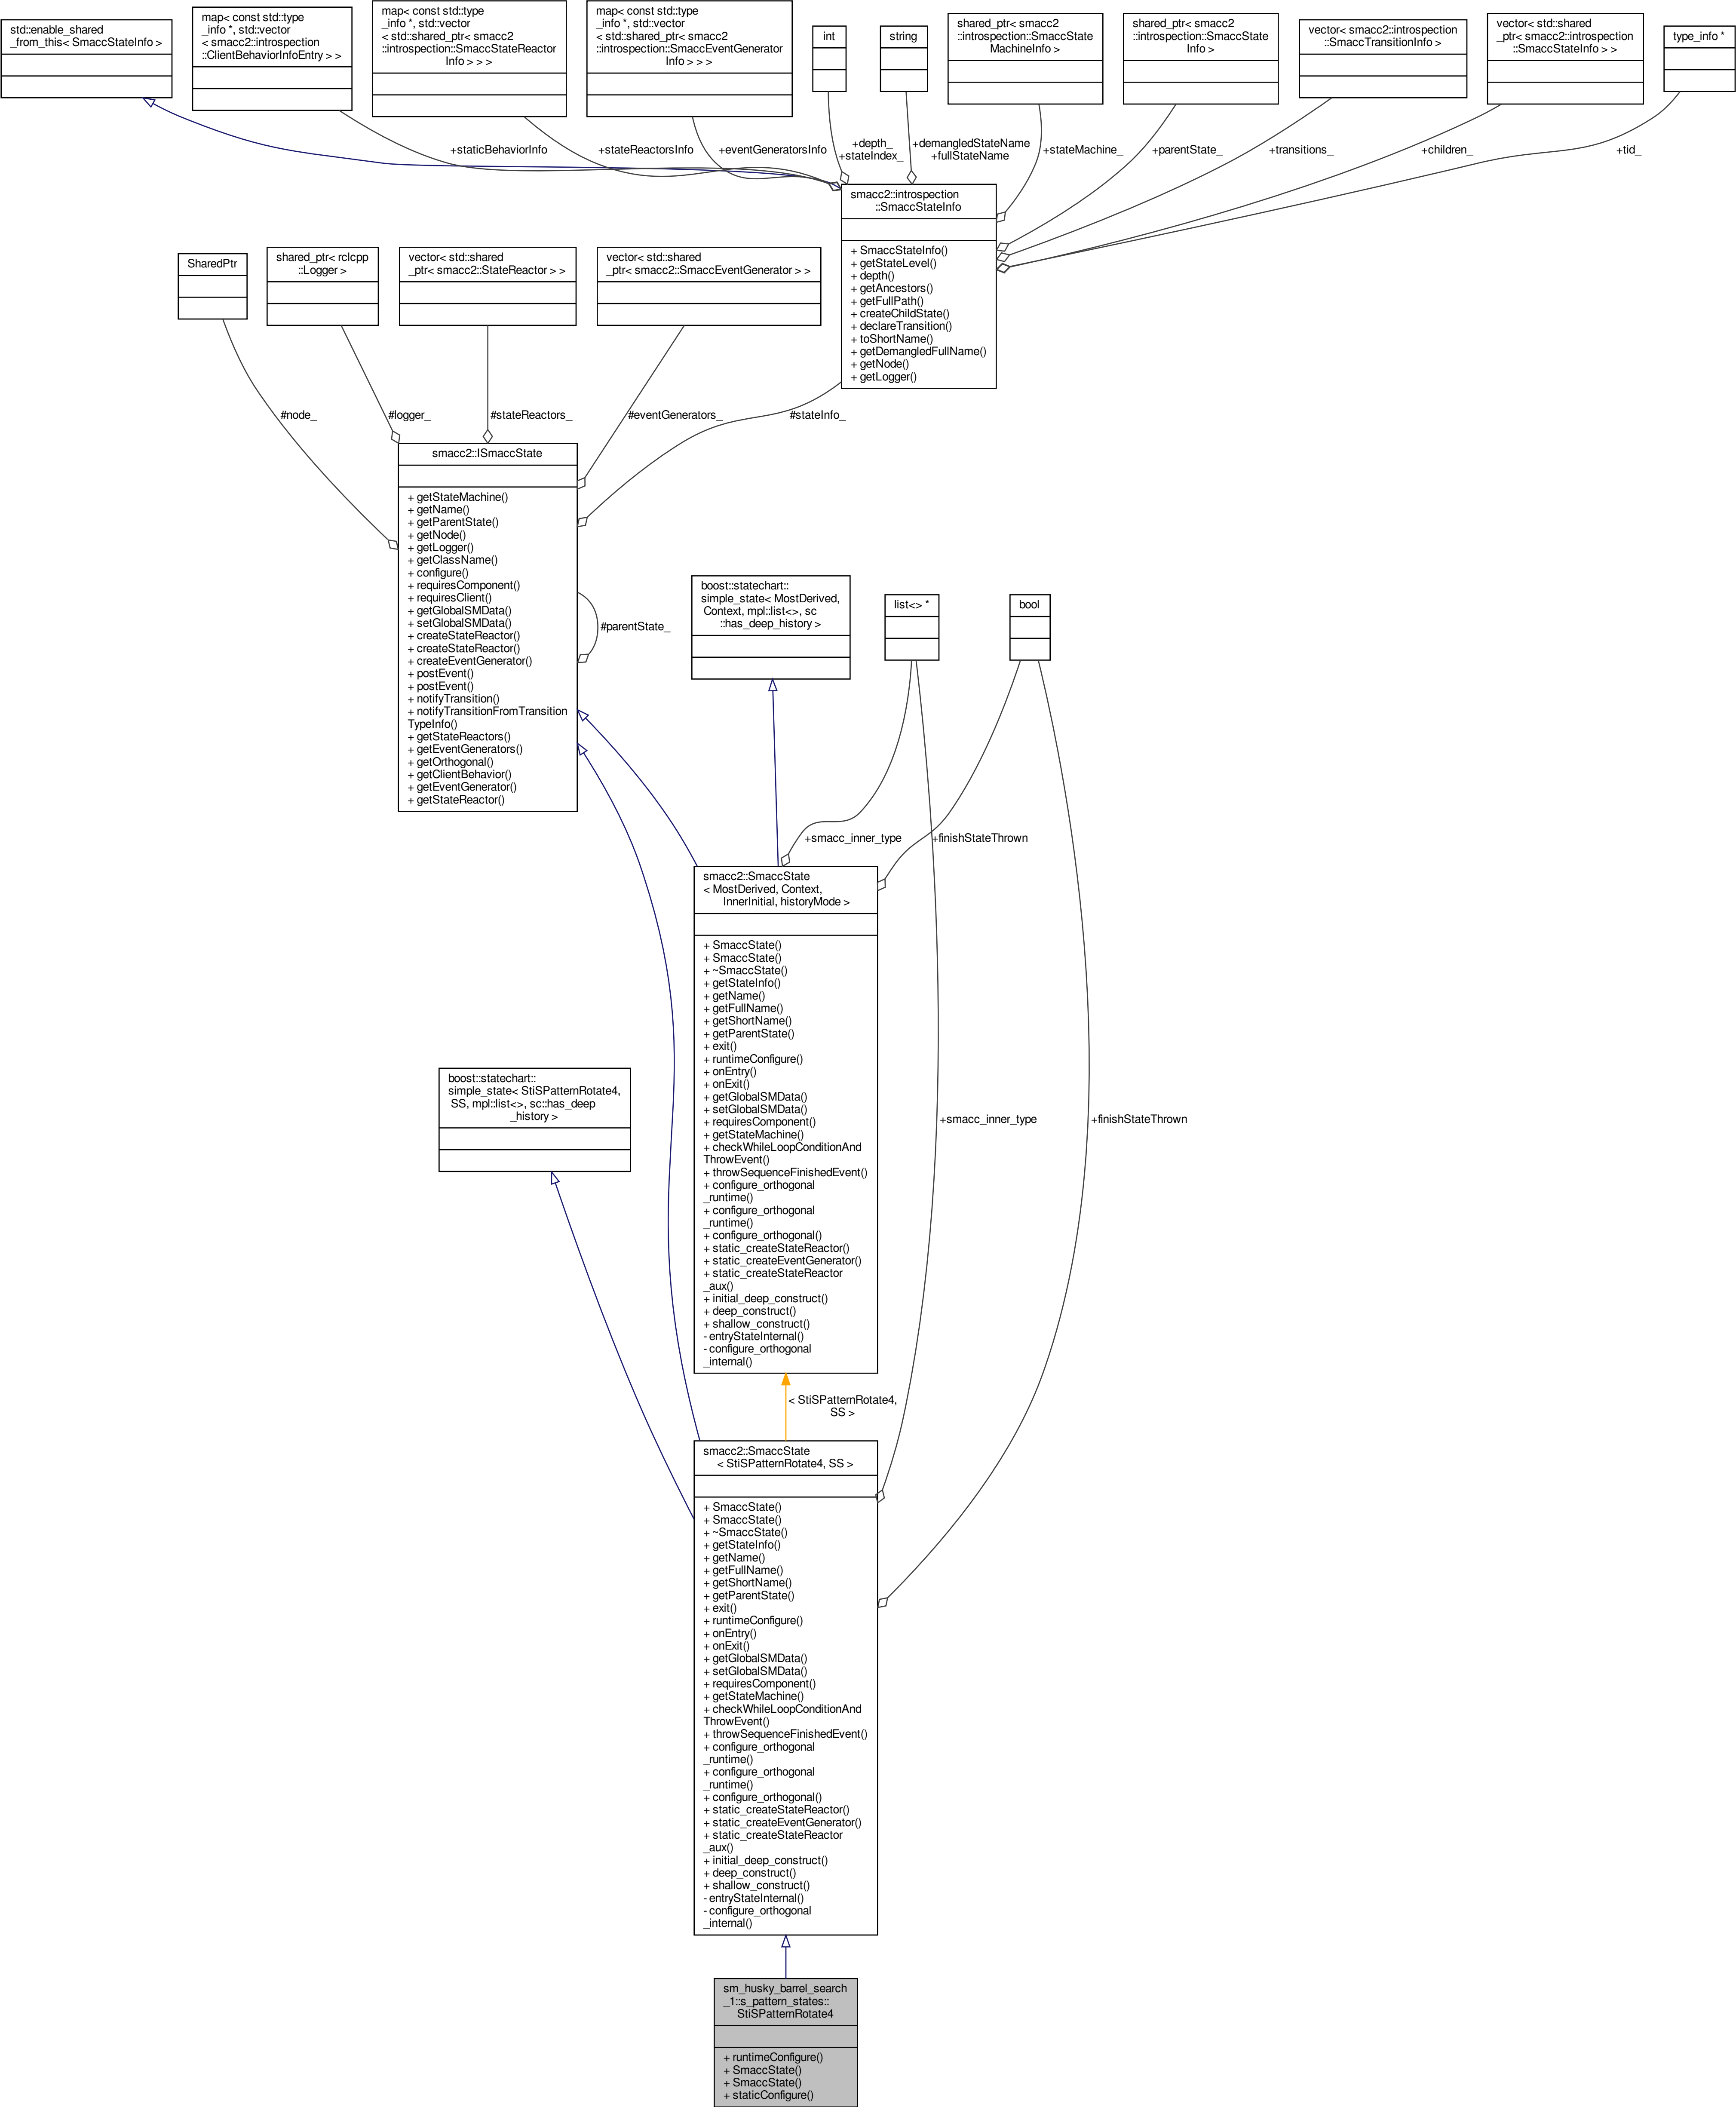 std::enable_shared
_from_this< SmaccStateInfo >
map< const std::type
_info *, std::vector
< smacc2::introspection
::ClientBehaviorInfoEntry > >
map< const std::type
_info *, std::vector
< std::shared_ptr< smacc2
::introspection::SmaccStateReactor
Info > > >
map< const std::type
_info *, std::vector
< std::shared_ptr< smacc2
::introspection::SmaccEventGenerator
Info > > >
int
string
shared_ptr< smacc2
::introspection::SmaccState
MachineInfo >
shared_ptr< smacc2
::introspection::SmaccState
Info >
vector< smacc2::introspection
::SmaccTransitionInfo >
vector< std::shared
_ptr< smacc2::introspection
::SmaccStateInfo > >
type_info *
+staticBehaviorInfo
+stateReactorsInfo
+eventGeneratorsInfo
+depth_
+stateIndex_
+demangledStateName
+fullStateName
+stateMachine_
+parentState_
+transitions_
+children_
+tid_
smacc2::introspection
::SmaccStateInfo
+ SmaccStateInfo()
+ getStateLevel()
+ depth()
+ getAncestors()
+ getFullPath()
+ createChildState()
+ declareTransition()
+ toShortName()
+ getDemangledFullName()
+ getNode()
+ getLogger()
SharedPtr
shared_ptr< rclcpp
::Logger >
vector< std::shared
_ptr< smacc2::StateReactor > >
vector< std::shared
_ptr< smacc2::SmaccEventGenerator > >
#node_
#logger_
#stateReactors_
#eventGenerators_
#stateInfo_
smacc2::ISmaccState
+ getStateMachine()
+ getName()
+ getParentState()
+ getNode()
+ getLogger()
+ getClassName()
+ configure()
+ requiresComponent()
+ requiresClient()
+ getGlobalSMData()
+ setGlobalSMData()
+ createStateReactor()
+ createStateReactor()
+ createEventGenerator()
+ postEvent()
+ postEvent()
+ notifyTransition()
+ notifyTransitionFromTransition
TypeInfo()
+ getStateReactors()
+ getEventGenerators()
+ getOrthogonal()
+ getClientBehavior()
+ getEventGenerator()
+ getStateReactor()
#parentState_
boost::statechart::
simple_state< MostDerived,
Context, mpl::list<>, sc
::has_deep_history >
list<> *
bool
+smacc_inner_type
+finishStateThrown
smacc2::SmaccState
< MostDerived, Context,
InnerInitial, historyMode >
+ SmaccState()
+ SmaccState()
+ ~SmaccState()
+ getStateInfo()
+ getName()
+ getFullName()
+ getShortName()
+ getParentState()
+ exit()
+ runtimeConfigure()
+ onEntry()
+ onExit()
+ getGlobalSMData()
+ setGlobalSMData()
+ requiresComponent()
+ getStateMachine()
+ checkWhileLoopConditionAnd
ThrowEvent()
+ throwSequenceFinishedEvent()
+ configure_orthogonal
_runtime()
+ configure_orthogonal
_runtime()
+ configure_orthogonal()
+ static_createStateReactor()
+ static_createEventGenerator()
+ static_createStateReactor
_aux()
+ initial_deep_construct()
+ deep_construct()
+ shallow_construct()
- entryStateInternal()
- configure_orthogonal
_internal()
boost::statechart::
simple_state< StiSPatternRotate4,
SS, mpl::list<>, sc::has_deep
_history >
+smacc_inner_type
+finishStateThrown
< StiSPatternRotate4,
SS >
smacc2::SmaccState
< StiSPatternRotate4, SS >
+ SmaccState()
+ SmaccState()
+ ~SmaccState()
+ getStateInfo()
+ getName()
+ getFullName()
+ getShortName()
+ getParentState()
+ exit()
+ runtimeConfigure()
+ onEntry()
+ onExit()
+ getGlobalSMData()
+ setGlobalSMData()
+ requiresComponent()
+ getStateMachine()
+ checkWhileLoopConditionAnd
ThrowEvent()
+ throwSequenceFinishedEvent()
+ configure_orthogonal
_runtime()
+ configure_orthogonal
_runtime()
+ configure_orthogonal()
+ static_createStateReactor()
+ static_createEventGenerator()
+ static_createStateReactor
_aux()
+ initial_deep_construct()
+ deep_construct()
+ shallow_construct()
- entryStateInternal()
- configure_orthogonal
_internal()
sm_husky_barrel_search
_1::s_pattern_states::
StiSPatternRotate4
+ runtimeConfigure()
+ SmaccState()
+ SmaccState()
+ staticConfigure()